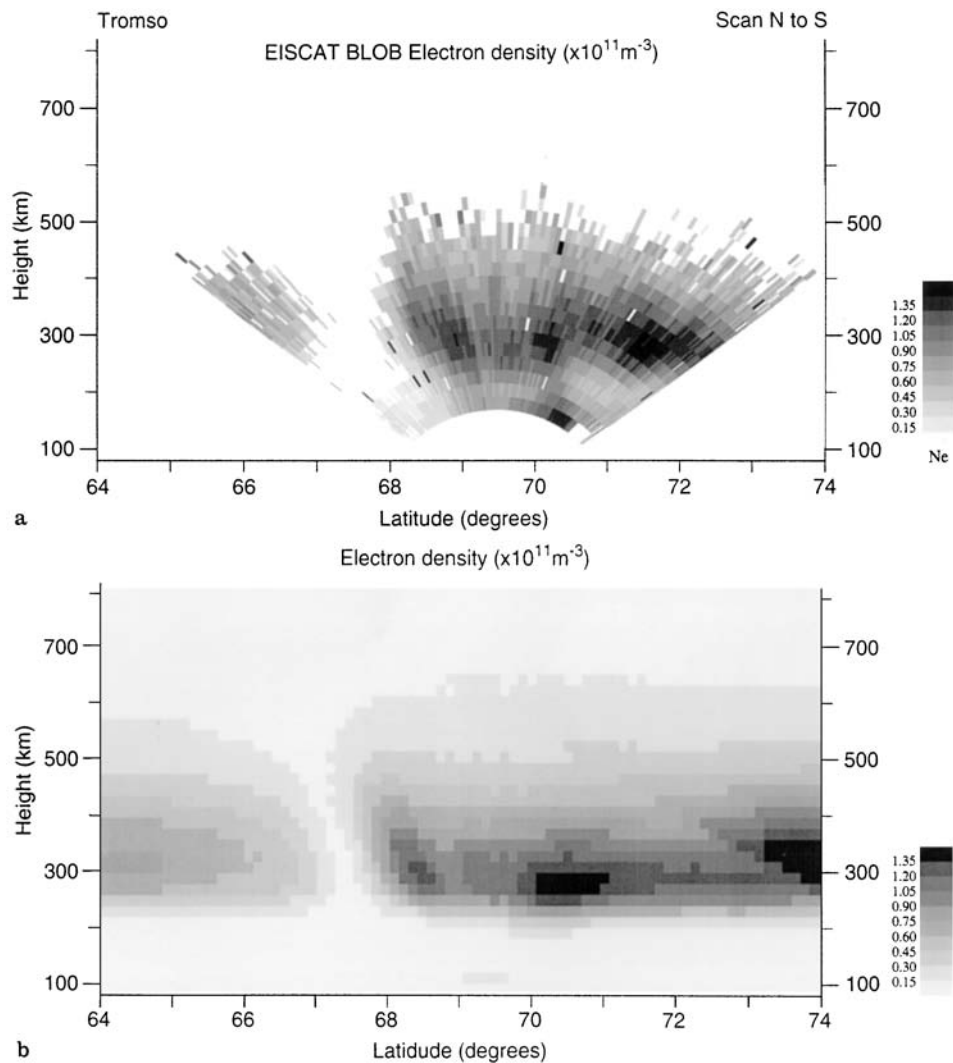 Tromso Scan N to S
EISCAT BLOB Electron density (x10¹¹m⁻³)
700 700
500 500
Height (km)
300 300
100 100
1.35
1.20
1.05
0.90
0.75
0.60
0.45
0.30
0.15
Ne
64 66 68 70 72 74
a
Latitude (degrees)
Electron density (x10¹¹m⁻³)
700 700
500 500
Height (km)
300 300
100 100
1.35
1.20
1.05
0.90
0.75
0.60
0.45
0.30
0.15
64 66 68 70 72 74
b
Latidude (degrees)